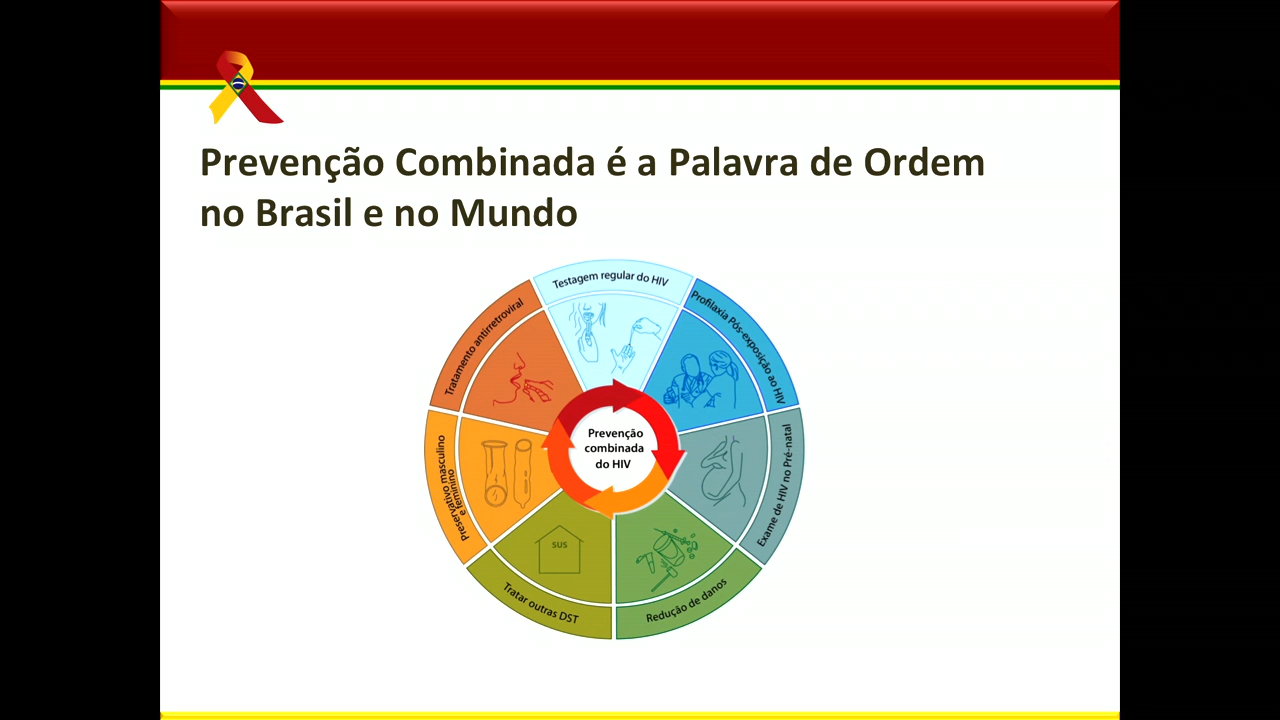 Prevenção Combinada é a Palavra de Ordem
no Brasil e no Mundo
Testagem regular do HIV
Profilaxia Pós-exposição ao HIV
Exame de HIV no Pré-natal
Redução de danos
Tratar outras DST
Preservativo masculino
e feminino
Tratamento antirretroviral
SUS
Prevenção
combinada
do HIV